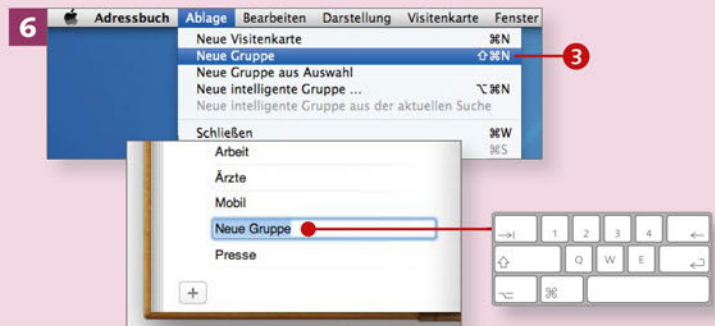 6
Adressbuch Ablage Bearbeiten Darstellung Visitenkarte Fenster
Neue Visitenkarte ⌘N
Neue Gruppe ⇧⌘N
3
Neue Gruppe aus Auswahl
Neue intelligente Gruppe ... ⌥⌘N
Neue intelligente Gruppe aus der aktuellen Suche
Schließen ⌘W
⌘S
Arbeit
Ärzte
Mobil
Neue Gruppe
Presse
+
1 2 3 4
Q W E
⌥ ⌘